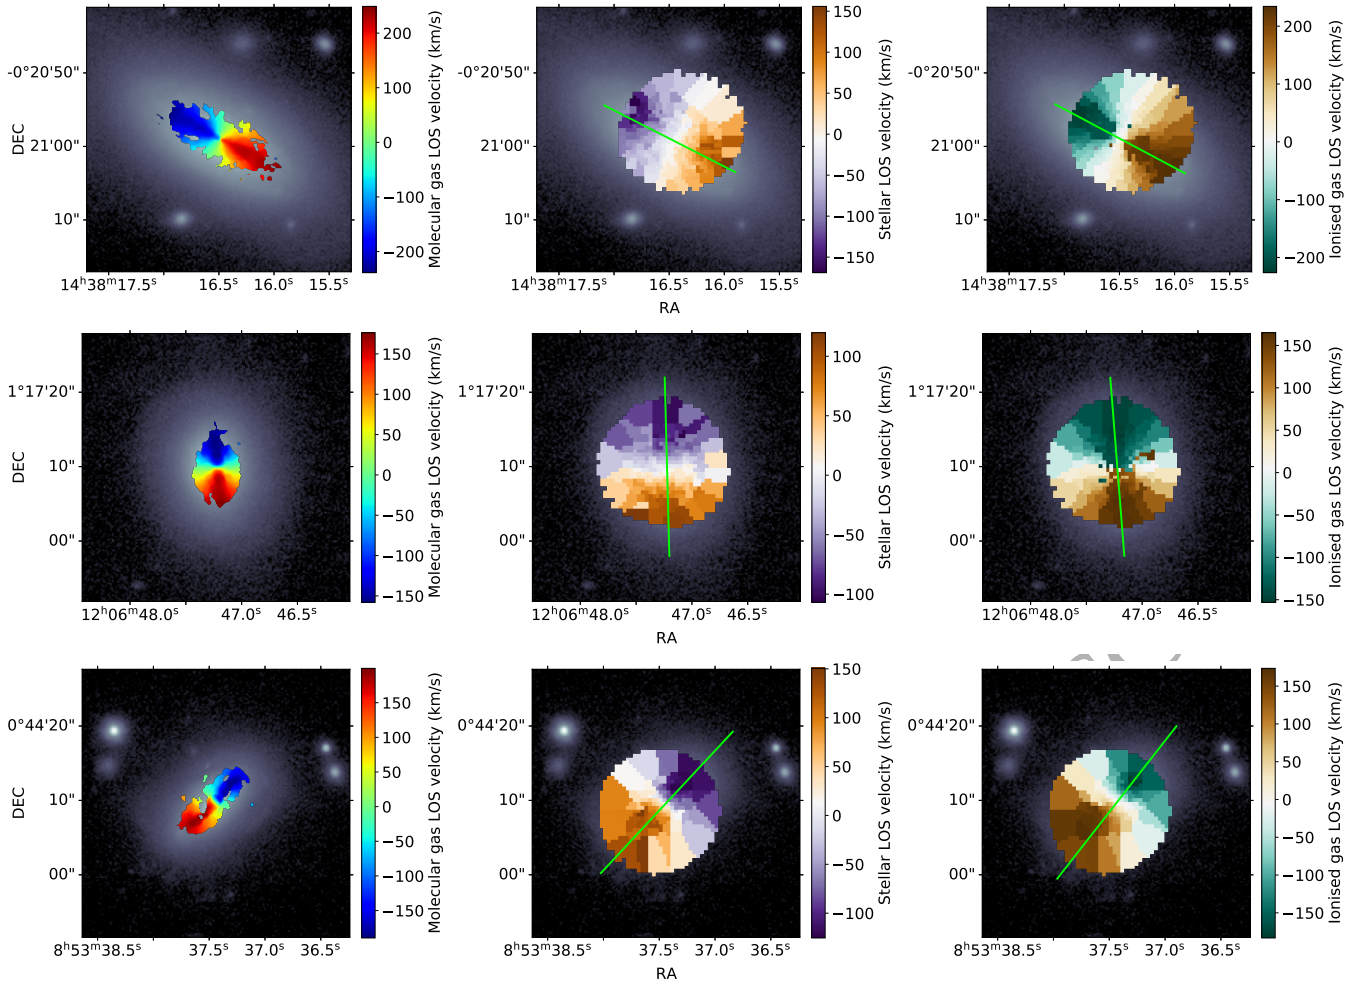 200
100
0
−100
−200
Molecular gas LOS velocity (km/s)
-0°20'50"
21'00"
10"
DEC
14ʰ38ᵐ17.5ˢ
16.5ˢ
16.0ˢ
15.5ˢ
150
100
50
0
−50
−100
−150
Stellar LOS velocity (km/s)
-0°20'50"
21'00"
10"
14ʰ38ᵐ17.5ˢ
16.5ˢ
16.0ˢ
15.5ˢ
RA
200
100
0
−100
−200
Ionised gas LOS velocity (km/s)
-0°20'50"
21'00"
10"
14ʰ38ᵐ17.5ˢ
16.5ˢ
16.0ˢ
15.5ˢ
150
100
50
0
−50
−100
−150
Molecular gas LOS velocity (km/s)
1°17'20"
10"
00"
DEC
12ʰ06ᵐ48.0ˢ
47.0ˢ
46.5ˢ
100
50
0
−50
−100
Stellar LOS velocity (km/s)
1°17'20"
10"
00"
12ʰ06ᵐ48.0ˢ
47.0ˢ
46.5ˢ
RA
150
100
50
0
−50
−100
−150
Ionised gas LOS velocity (km/s)
1°17'20"
10"
00"
12ʰ06ᵐ48.0ˢ
47.0ˢ
46.5ˢ
150
100
50
0
−50
−100
−150
Molecular gas LOS velocity (km/s)
0°44'20"
10"
00"
DEC
8ʰ53ᵐ38.5ˢ
37.5ˢ
37.0ˢ
36.5ˢ
150
100
50
0
−50
−100
Stellar LOS velocity (km/s)
0°44'20"
10"
00"
8ʰ53ᵐ38.5ˢ
37.5ˢ
37.0ˢ
36.5ˢ
RA
150
100
50
0
−50
−100
−150
Ionised gas LOS velocity (km/s)
0°44'20"
10"
00"
8ʰ53ᵐ38.5ˢ
37.5ˢ
37.0ˢ
36.5ˢ